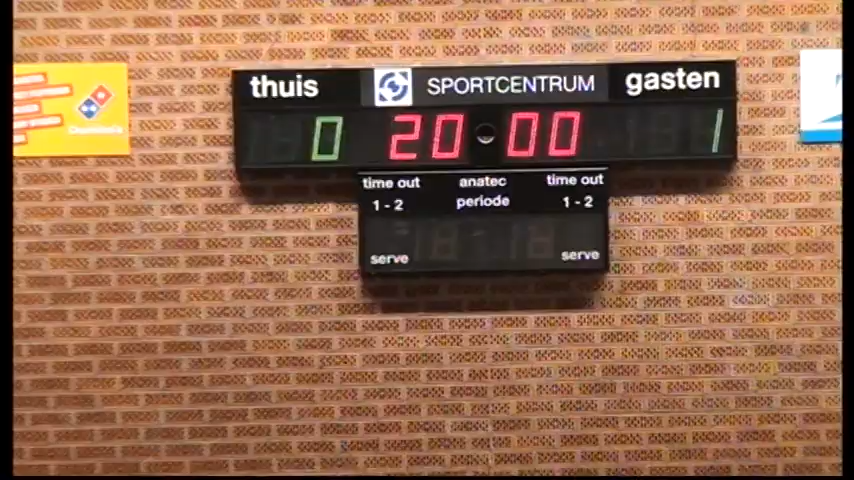 thuis SPORTCENTRUM gasten
0 20 00 1
time out anatec time out
1 - 2 periode 1 - 2
serve serve
Domino's